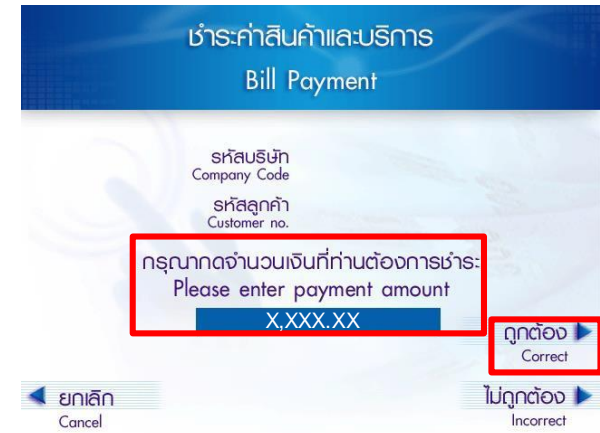 ชำระค่าสินค้าและบริการ
Bill Payment
รหัสบริษัท
Company Code
รหัสลูกค้า
Customer no.
กรุณากดจำนวนเงินที่ท่านต้องการชำระ
Please enter payment amount
X,XXX.XX
ถูกต้อง
Correct
ยกเลิก
Cancel
ไม่ถูกต้อง
Incorrect